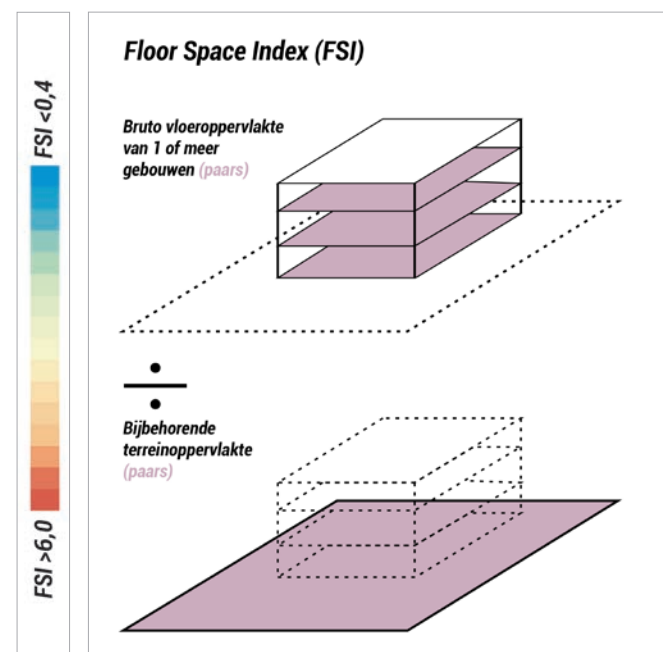 FSI <0,4
FSI >6,0
Floor Space Index (FSI)
Bruto vloeroppervlakte
van 1 of meer
gebouwen (paars)
Bijbehorende
terreinoppervlakte
(paars)